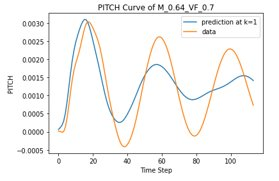 PITCH Curve of M_0.64_VF_0.7
prediction at k=1
data
PITCH
0.0030
0.0025
0.0020
0.0015
0.0010
0.0005
0.0000
−0.0005
0 20 40 60 80 100
Time Step